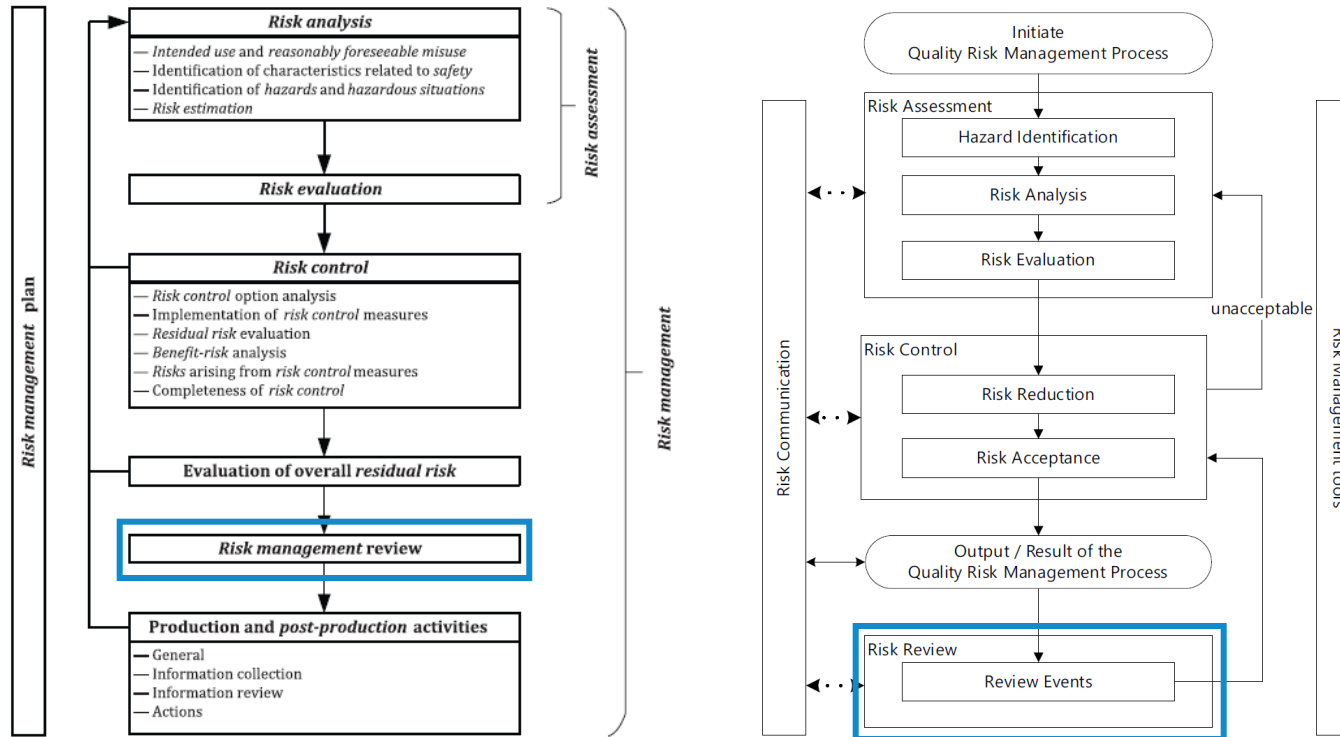 Risk analysis
— Intended use and reasonably foreseeable misuse
— Identification of characteristics related to safety
— Identification of hazards and hazardous situations
— Risk estimation
Risk evaluation
Risk control
— Risk control option analysis
— Implementation of risk control measures
— Residual risk evaluation
— Benefit-risk analysis
— Risks arising from risk control measures
— Completeness of risk control
Evaluation of overall residual risk
Risk management review
Production and post-production activities
— General
— Information collection
— Information review
— Actions
Risk management plan
Risk assessment
Risk management
Initiate
Quality Risk Management Process
Risk Assessment
Hazard Identification
Risk Analysis
Risk Evaluation
unacceptable
Risk Control
Risk Reduction
Risk Acceptance
Output / Result of the
Quality Risk Management Process
Risk Review
Review Events
Risk Communication
Risk Management Tools